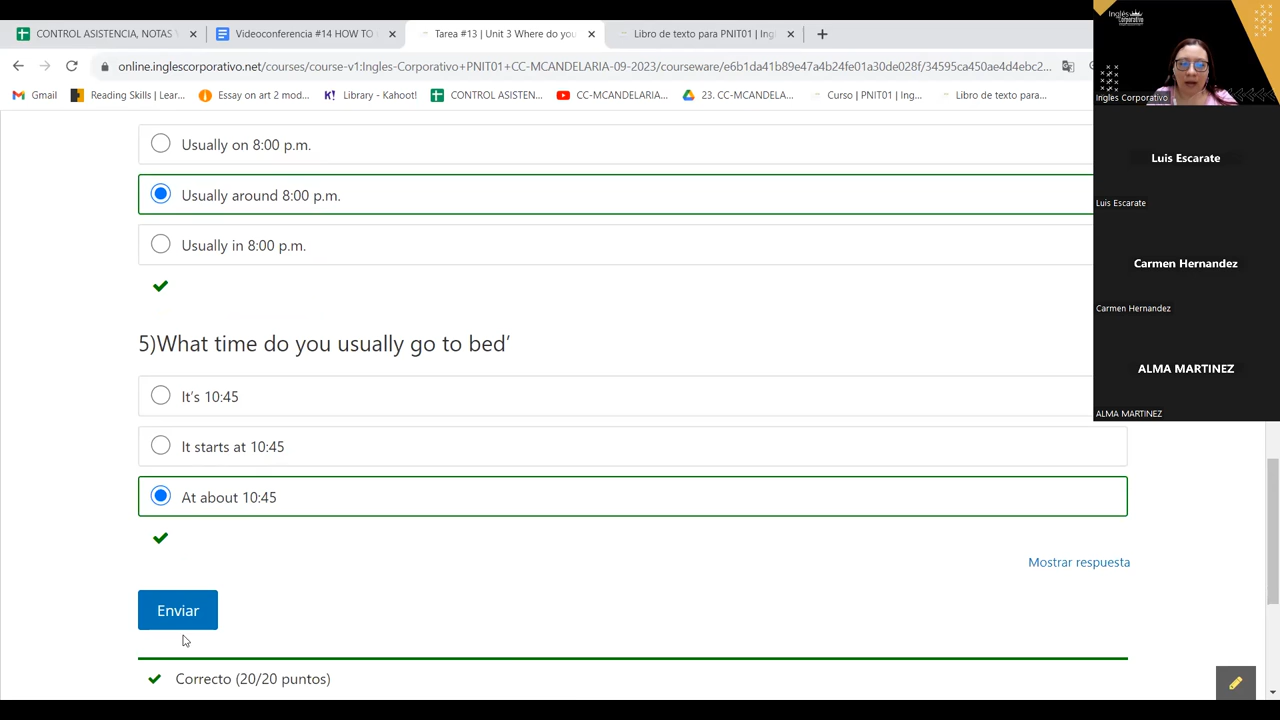 CONTROL ASISTENCIA, NOTAS
Videoconferencia #14 HOW TO
Tarea #13 | Unit 3 Where do you
Libro de texto para PNIT01 | Ingl
online.inglescorporativo.net/courses/course-v1:Ingles-Corporativo+PNIT01+CC-MCANDELARIA-09-2023/courseware/e6b1da41b89e47a4b24fe01a30de028f/34595ca450ae4d4ebc2...
Gmail
Reading Skills | Lear...
Essay on art 2 mod...
Library - Kah
CONTROL ASISTEN...
CC-MCANDELARIA
23. CC-MCANDELA...
Curso | PNIT01 | Ing...
Libro de texto para...
Inglés
Corporativo
Ingles Corporativo
Luis Escarate
Luis Escarate
Carmen Hernandez
Carmen Hernandez
ALMA MARTINEZ
ALMA MARTINEZ
Usually on 8:00 p.m.
Usually around 8:00 p.m.
Usually in 8:00 p.m.
5)What time do you usually go to bed’
It’s 10:45
It starts at 10:45
At about 10:45
Mostrar respuesta
Enviar
Correcto (20/20 puntos)